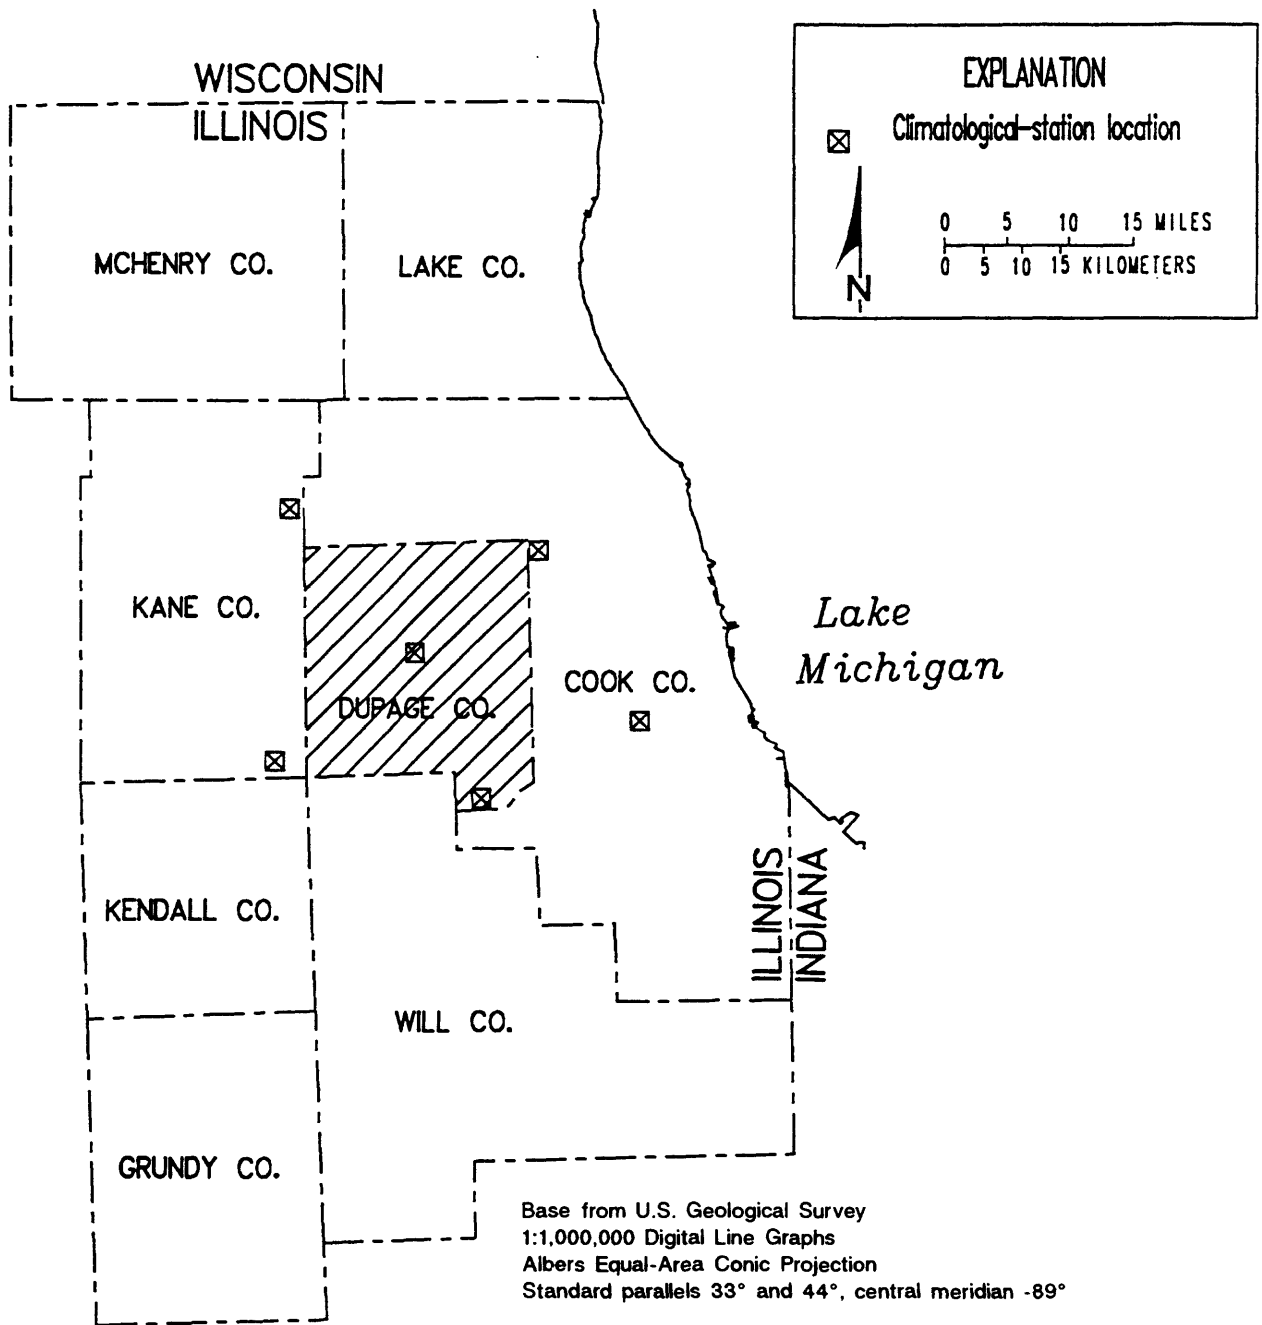 WISCONSIN
ILLINOIS
EXPLANATION
Climatological-station location
0 5 10 15 MILES
0 5 10 15 KILOMETERS
N
MCHENRY CO.
LAKE CO.
KANE CO.
DUPAGE CO.
COOK CO.
Lake
Michigan
KENDALL CO.
ILLINOIS
INDIANA
WILL CO.
GRUNDY CO.
Base from U.S. Geological Survey
1:1,000,000 Digital Line Graphs
Albers Equal-Area Conic Projection
Standard parallels 33° and 44°, central meridian -89°